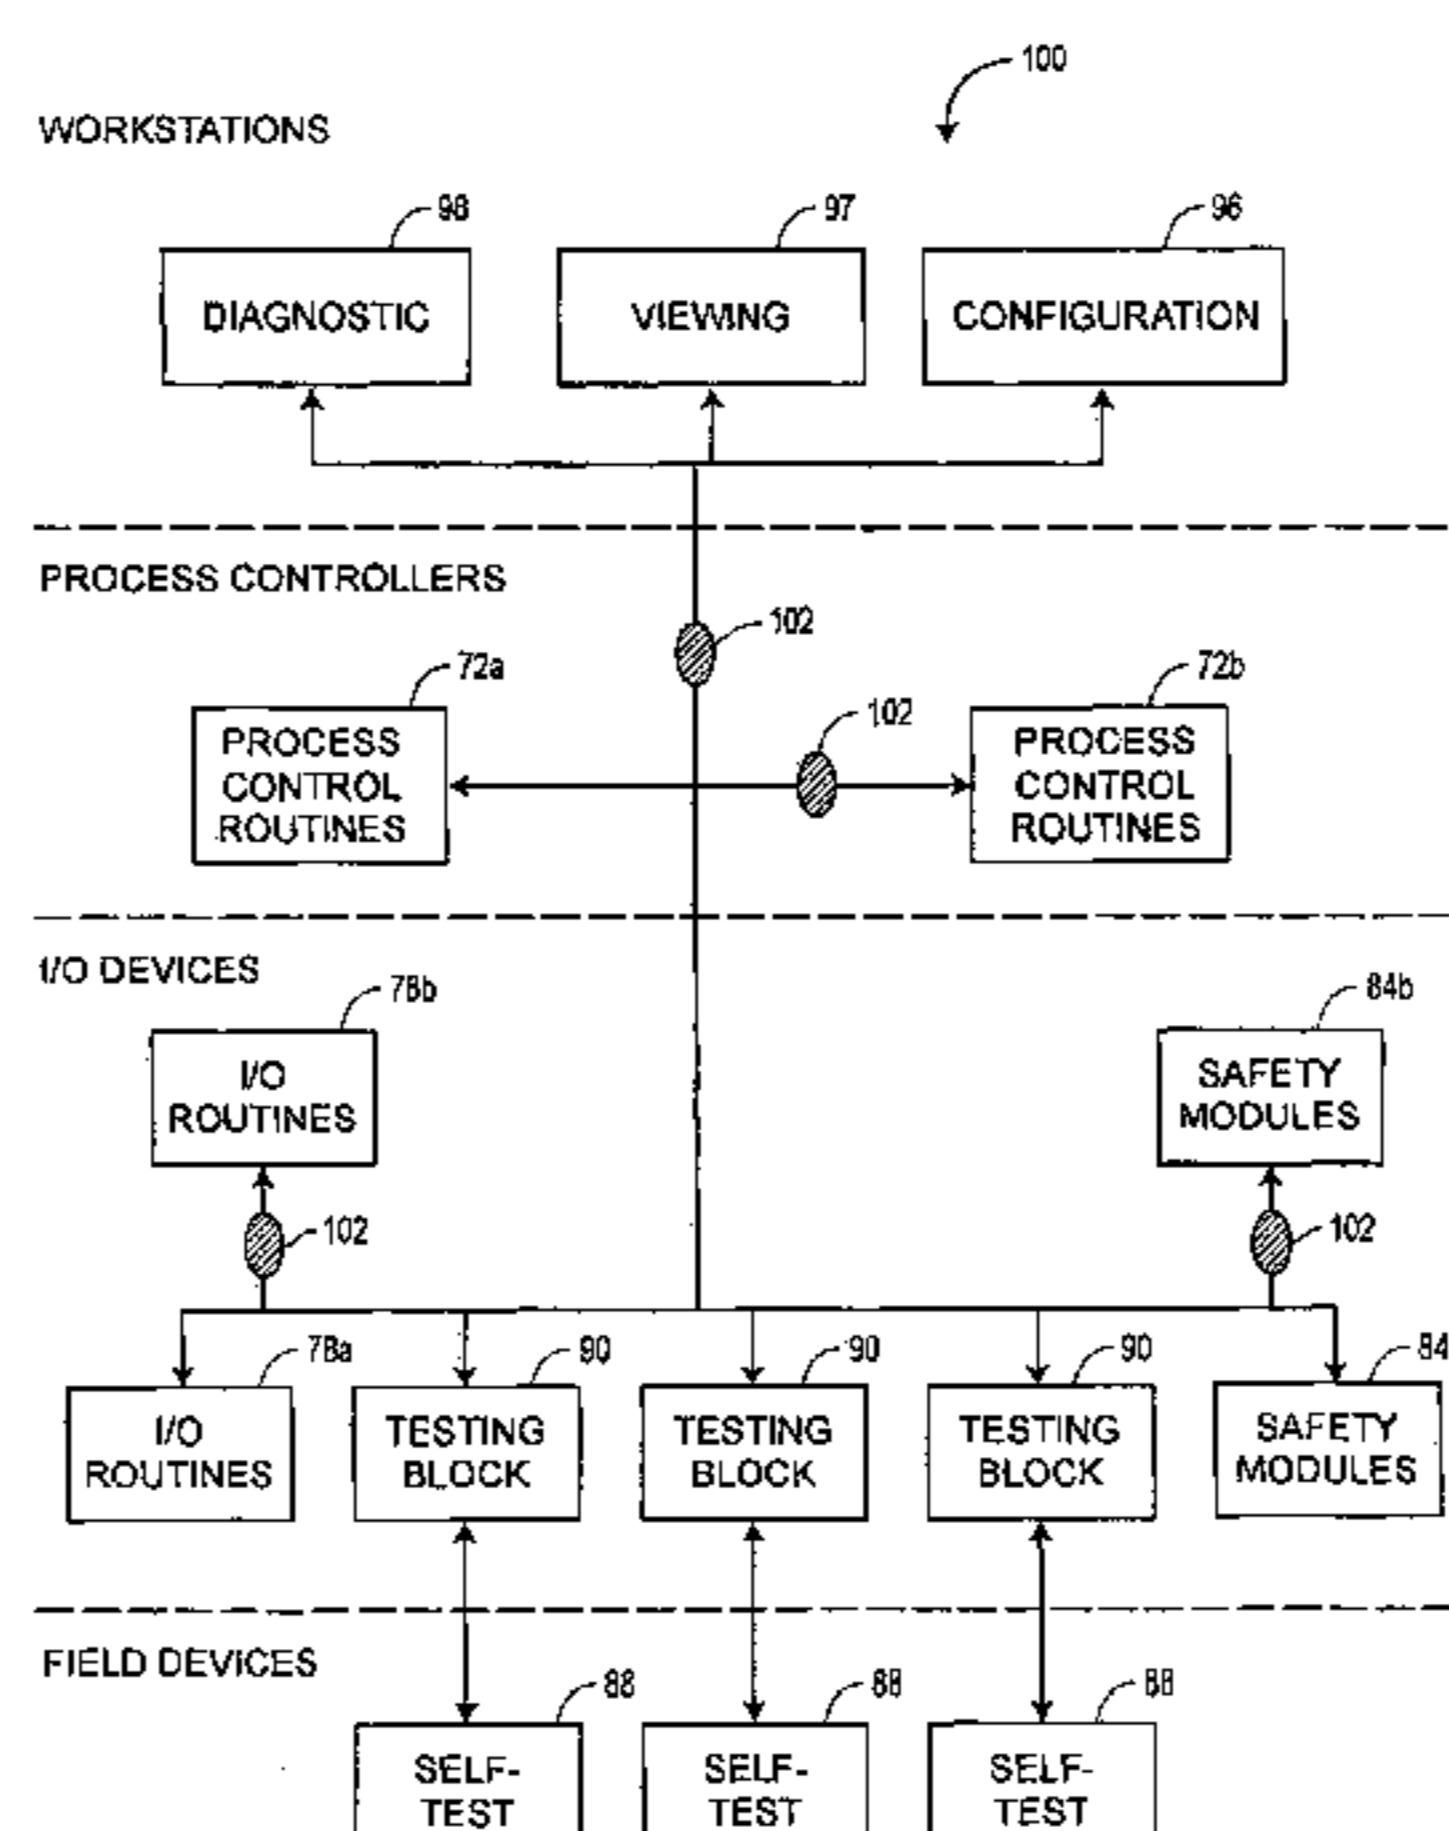 100
WORKSTATIONS
98
97
96
DIAGNOSTIC
VIEWING
CONFIGURATION
PROCESS CONTROLLERS
102
72a
72b
102
PROCESS
CONTROL
ROUTINES
PROCESS
CONTROL
ROUTINES
I/O DEVICES
78b
84b
I/O
ROUTINES
SAFETY
MODULES
102
102
78a
90
90
90
84
I/O
ROUTINES
TESTING
BLOCK
TESTING
BLOCK
TESTING
BLOCK
SAFETY
MODULES
FIELD DEVICES
88
88
88
SELF-
TEST
SELF-
TEST
SELF-
TEST